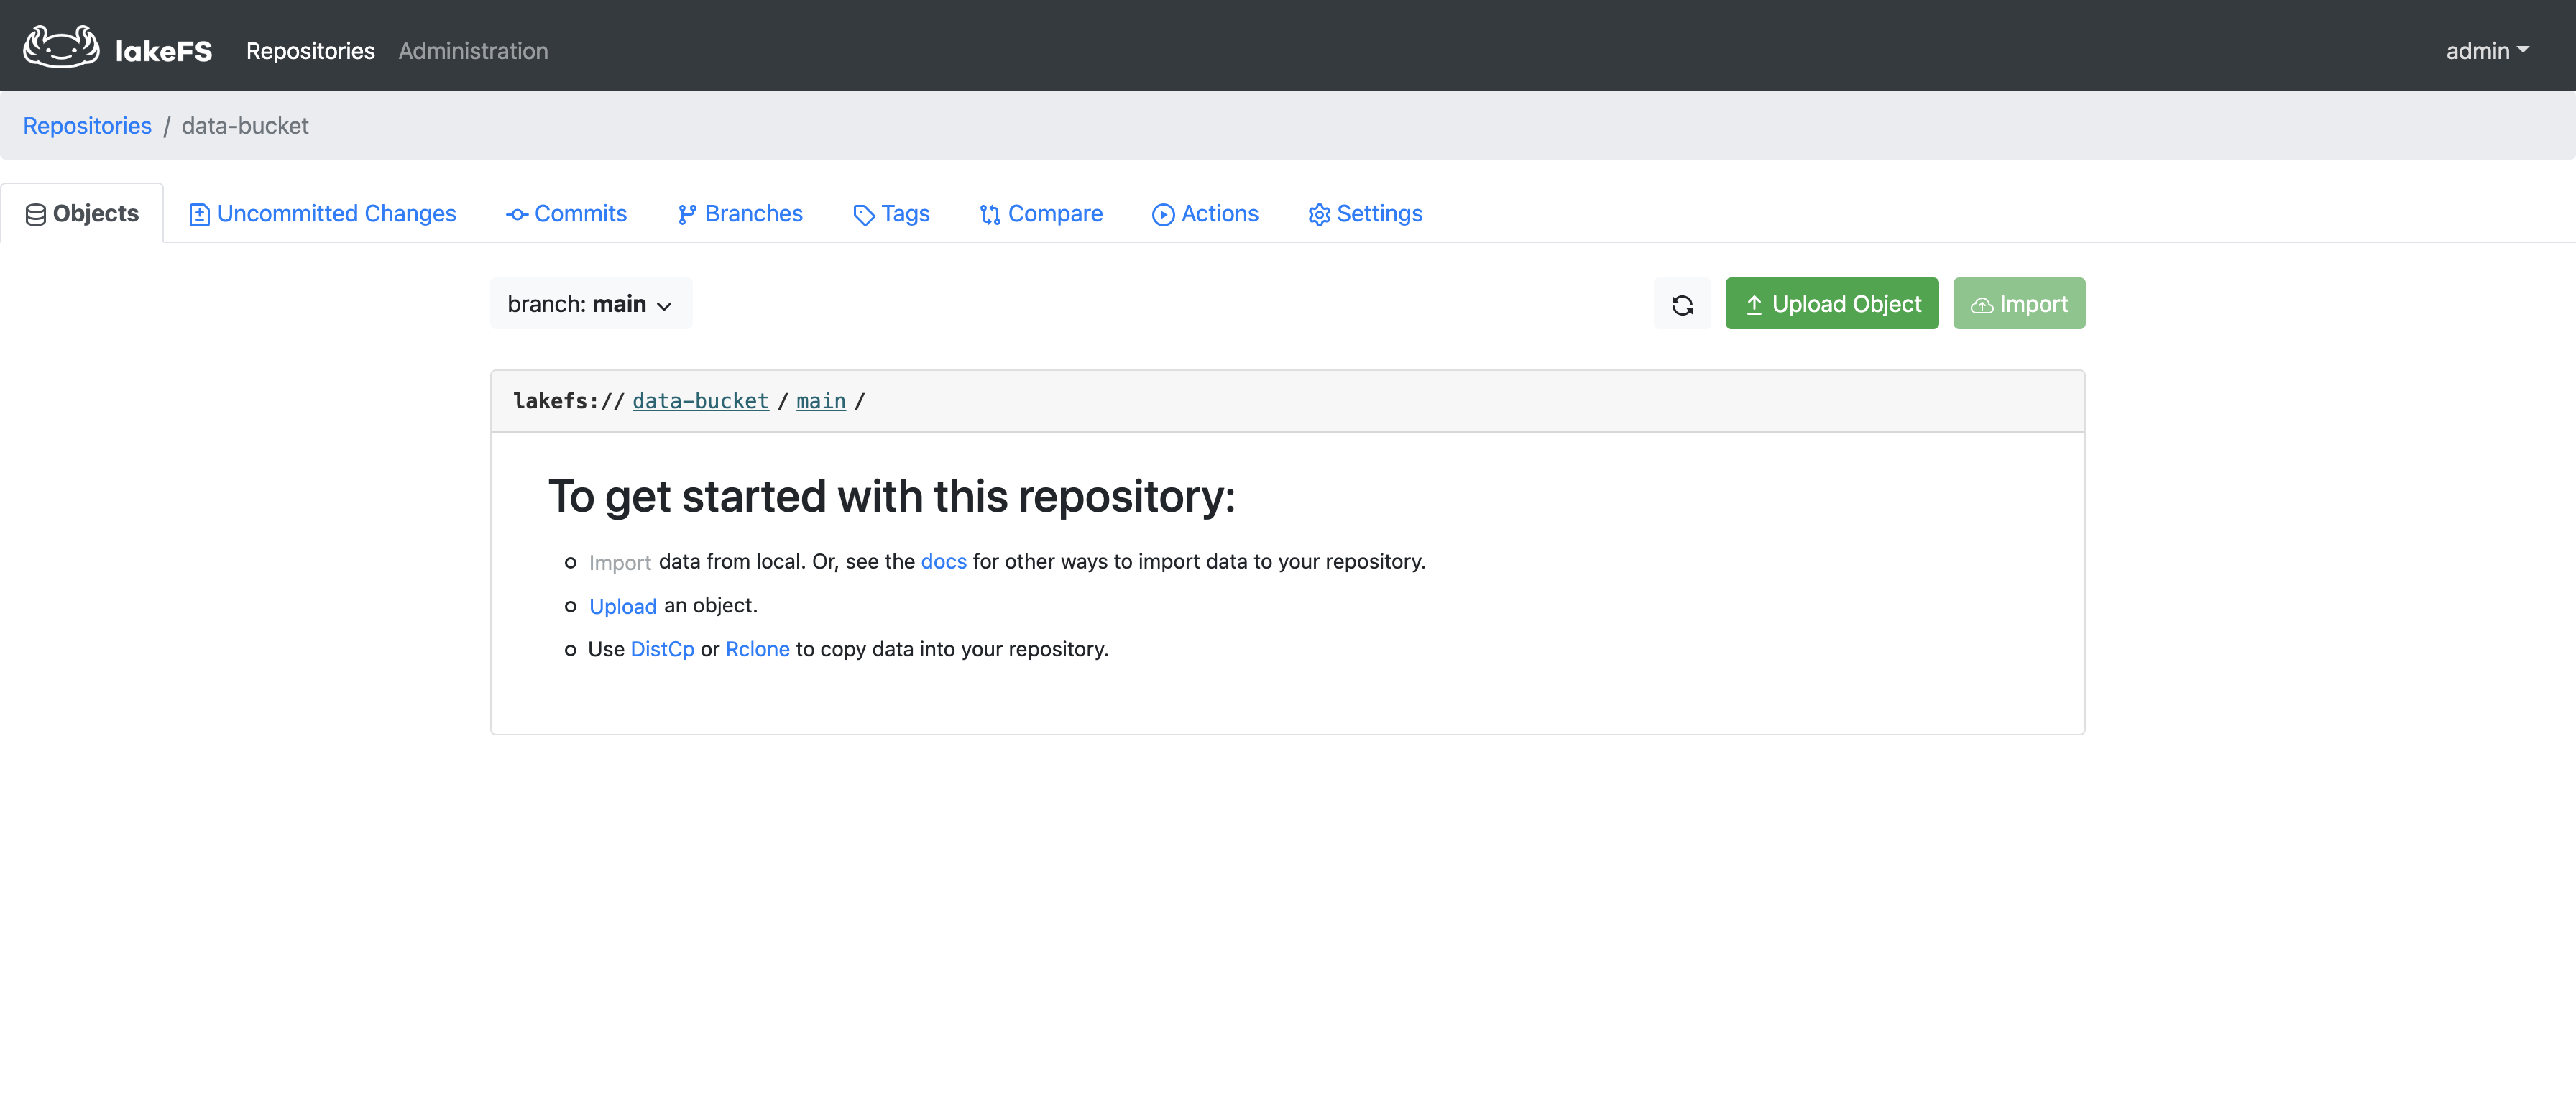 lakeFS Repositories Administration admin
Repositories / data-bucket
Objects Uncommitted Changes Commits Branches Tags Compare Actions Settings
branch: main Upload Object Import
lakefs:// data-bucket / main /
To get started with this repository:
Import data from local. Or, see the docs for other ways to import data to your repository.
Upload an object.
Use DistCp or Rclone to copy data into your repository.